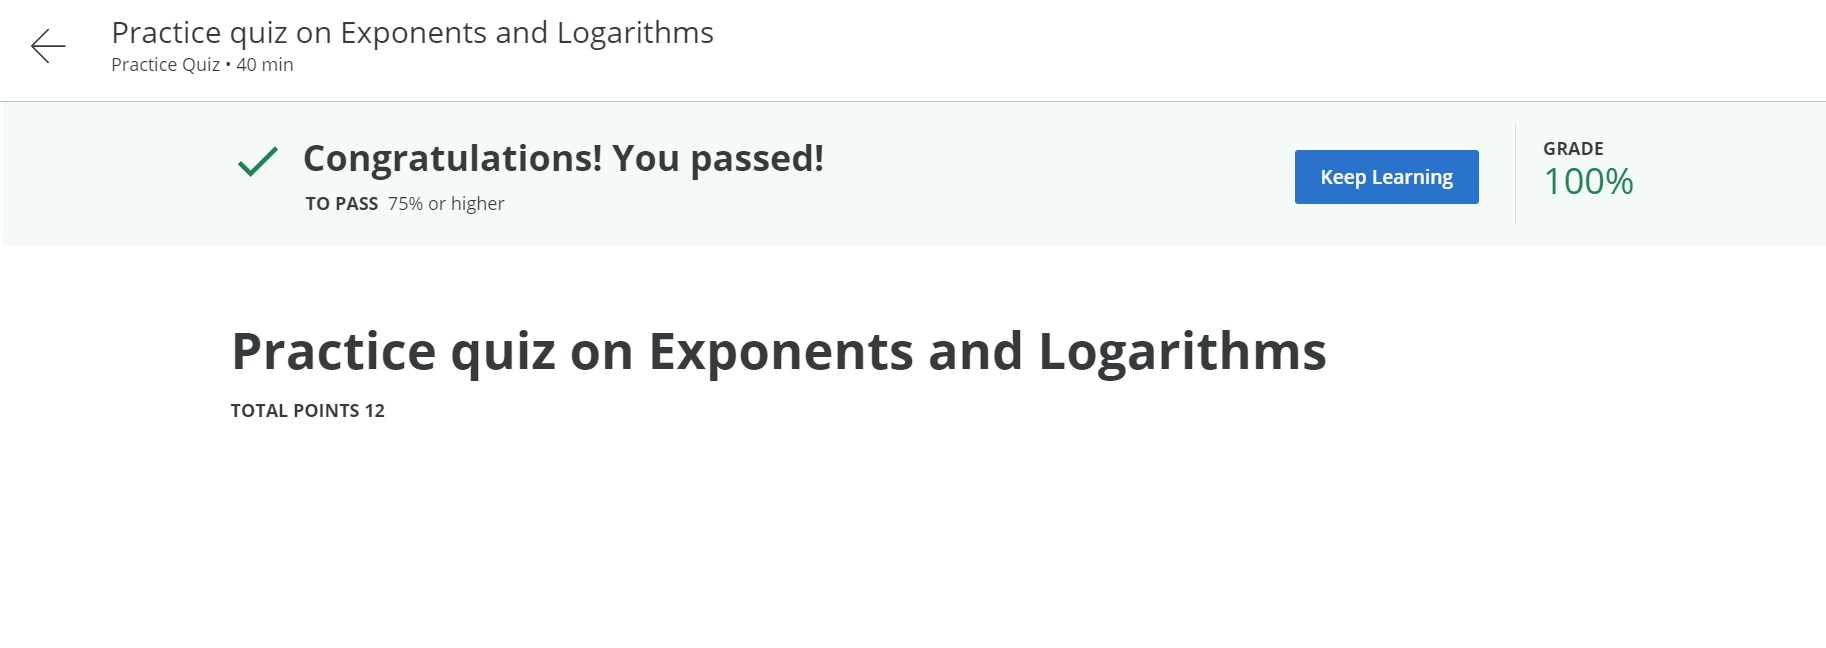 Practice quiz on Exponents and Logarithms
Practice Quiz • 40 min
Congratulations! You passed!
TO PASS 75% or higher
Keep Learning
GRADE
100%
Practice quiz on Exponents and Logarithms
TOTAL POINTS 12